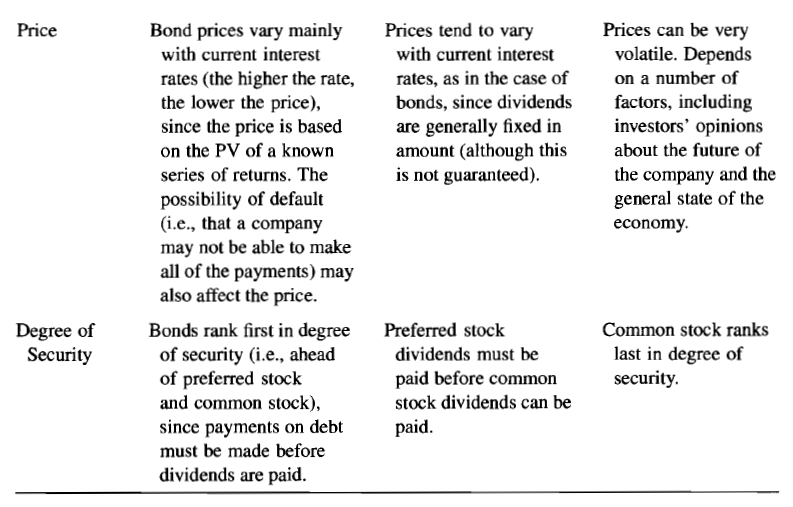 Price
Bond prices vary mainly
with current interest
rates (the higher the rate,
the lower the price),
since the price is based
on the PV of a known
series of returns. The
possibility of default
(i.e., that a company
may not be able to make
all of the payments) may
also affect the price.
Prices tend to vary
with current interest
rates, as in the case of
bonds, since dividends
are generally fixed in
amount (although this
is not guaranteed).
Prices can be very
volatile. Depends
on a number of
factors, including
investors' opinions
about the future of
the company and the
general state of the
economy.
Degree of
Security
Bonds rank first in degree
of security (i.e., ahead
of preferred stock
and common stock),
since payments on debt
must be made before
dividends are paid.
Preferred stock
dividends must be
paid before common
stock dividends can be
paid.
Common stock ranks
last in degree of
security.